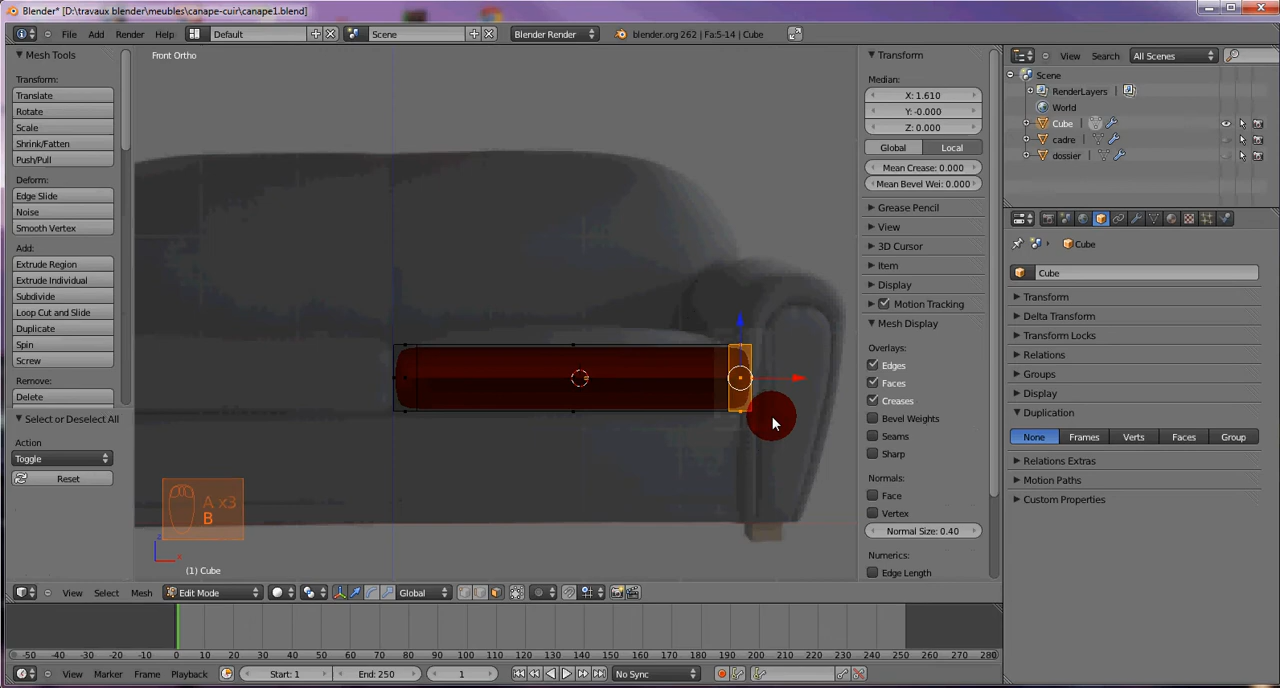 Blender* [D:\travaux blender\meubles\canape-cuir\canape1.blend]
File Add Render Help Default Scene Blender Render blender.org 262 | Fa:5-14 | Cube
View Search All Scenes
Mesh Tools
Transform:
Translate
Rotate
Scale
Shrink/Fatten
Push/Pull
Deform:
Edge Slide
Noise
Smooth Vertex
Add:
Extrude Region
Extrude Individual
Subdivide
Loop Cut and Slide
Duplicate
Spin
Screw
Remove:
Delete
Select or Deselect All
Action
Toggle
Reset
Front Ortho
A x3
B
(1) Cube
Transform
Median:
X: 1.610
Y: -0.000
Z: 0.000
Global Local
Mean Crease: 0.000
Mean Bevel Wei: 0.000
Grease Pencil
View
3D Cursor
Item
Display
Motion Tracking
Mesh Display
Overlays:
Edges
Faces
Creases
Bevel Weights
Seams
Sharp
Normals:
Face
Vertex
Normal Size: 0.40
Numerics:
Edge Length
Scene
RenderLayers
World
Cube
cadre
dossier
Cube
Cube
Transform
Delta Transform
Transform Locks
Relations
Groups
Display
Duplication
None Frames Verts Faces Group
Relations Extras
Motion Paths
Custom Properties
View Select Mesh Edit Mode Global
-50 -40 -30 -20 -10 0 10 20 30 40 50 60 70 80 90 100 110 120 130 140 150 160 170 180 190 200 210 220 230 240 250 260 270 280
View Marker Frame Playback Start: 1 End: 250 1 No Sync